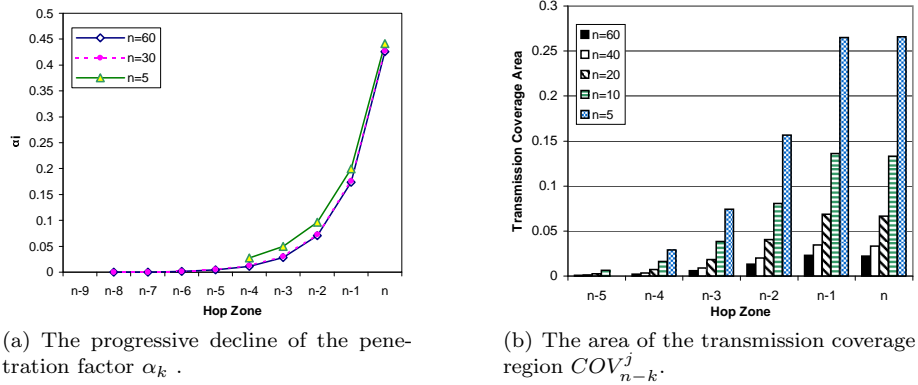 0.5
0.45
0.4
0.35
0.3
0.25
0.2
0.15
0.1
0.05
0
αi
n=60
n=30
n=5
n-9 n-8 n-7 n-6 n-5 n-4 n-3 n-2 n-1 n
Hop Zone
(a) The progressive decline of the pene-
tration factor αk .
0.3
0.25
0.2
0.15
0.1
0.05
0
Transmission Coverage Area
n=60
n=40
n=20
n=10
n=5
n-5 n-4 n-3 n-2 n-1 n
Hop Zone
(b) The area of the transmission coverage
region COV^j_{n-k}.